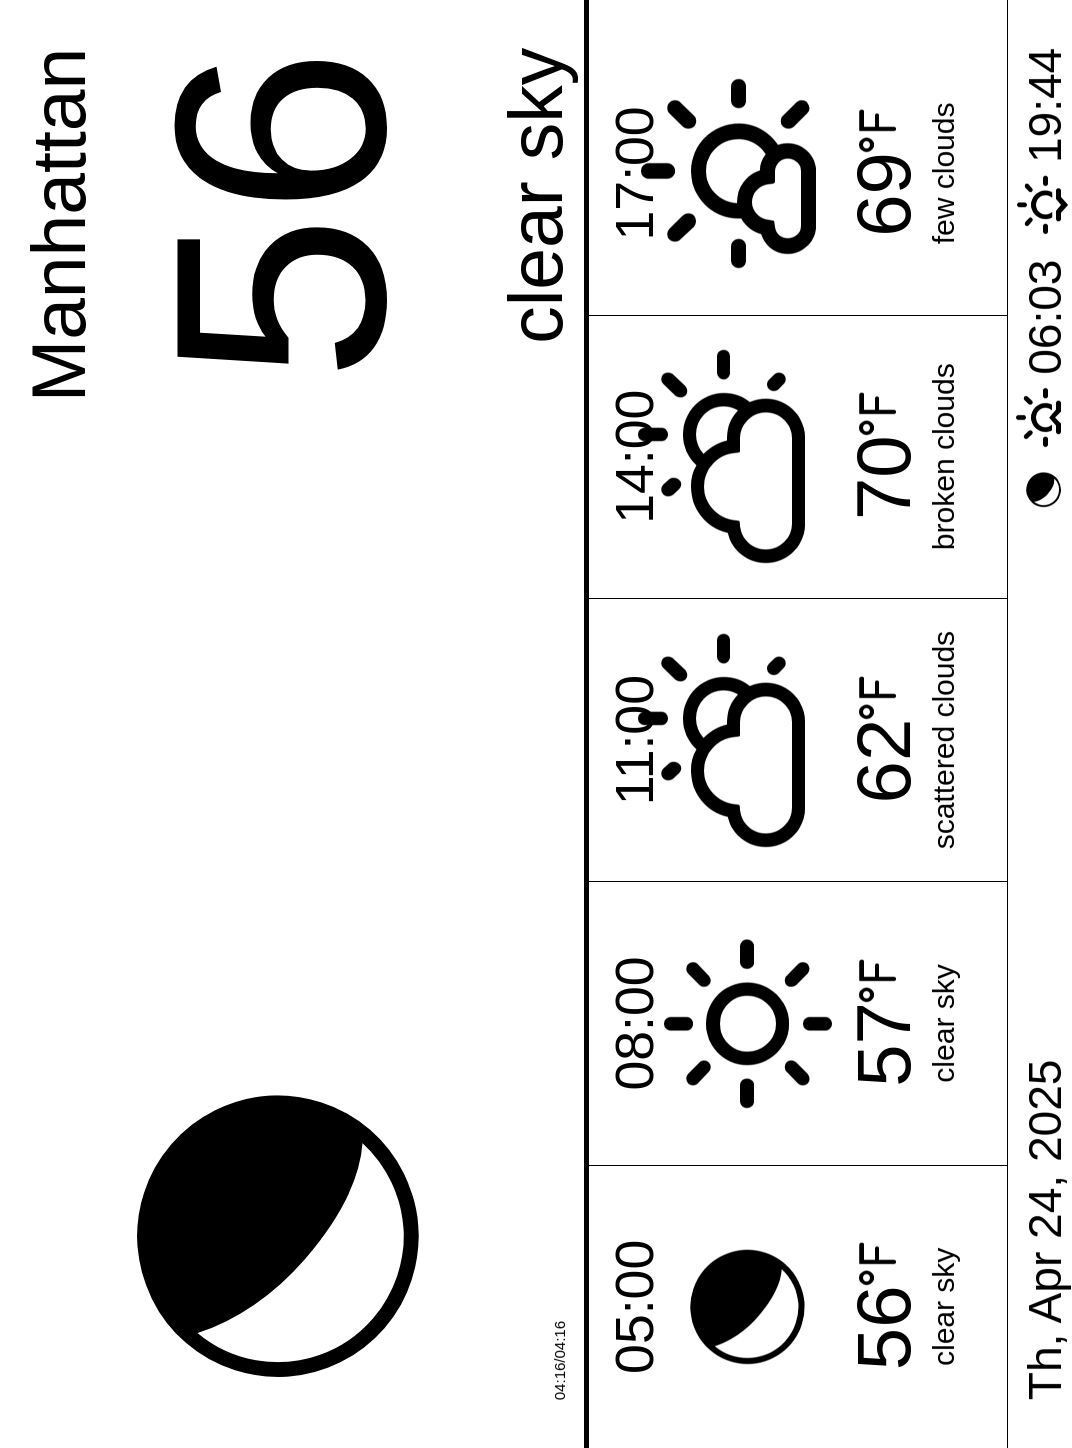 Manhattan
56
clear sky
04:16/04:16
05:00 08:00 11:00 14:00 17:00
56°F 57°F 62°F 70°F 69°F
clear sky clear sky scattered clouds broken clouds few clouds
Th, Apr 24, 2025 06:03 19:44